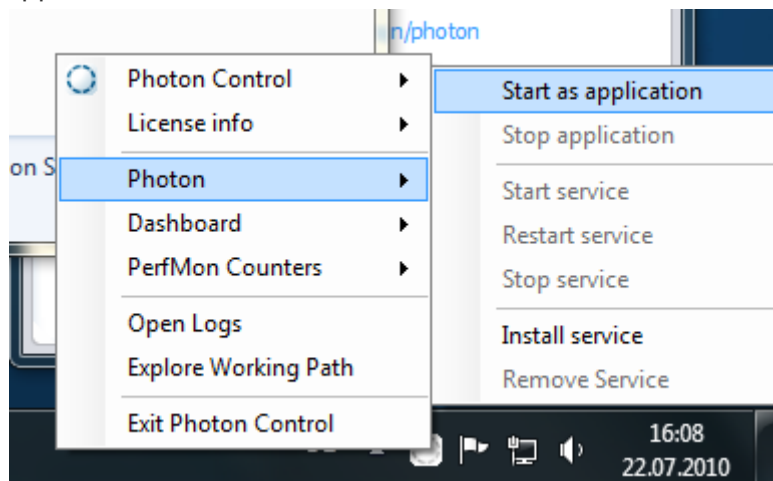 n/photon
on S
Photon Control
License info
Photon
Dashboard
PerfMon Counters
Open Logs
Explore Working Path
Exit Photon Control
Start as application
Stop application
Start service
Restart service
Stop service
Install service
Remove Service
16:08
22.07.2010